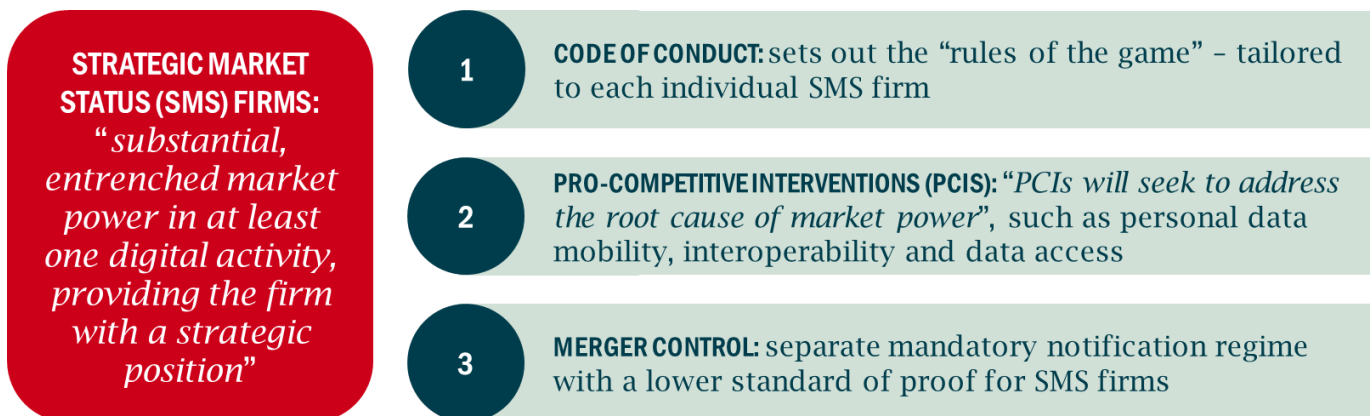 STRATEGIC MARKET
STATUS (SMS) FIRMS:
“substantial,
entrenched market
power in at least
one digital activity,
providing the firm
with a strategic
position”
1
CODE OF CONDUCT: sets out the “rules of the game” – tailored
to each individual SMS firm
2
PRO-COMPETITIVE INTERVENTIONS (PCIS): “PCIs will seek to address
the root cause of market power”, such as personal data
mobility, interoperability and data access
3
MERGER CONTROL: separate mandatory notification regime
with a lower standard of proof for SMS firms